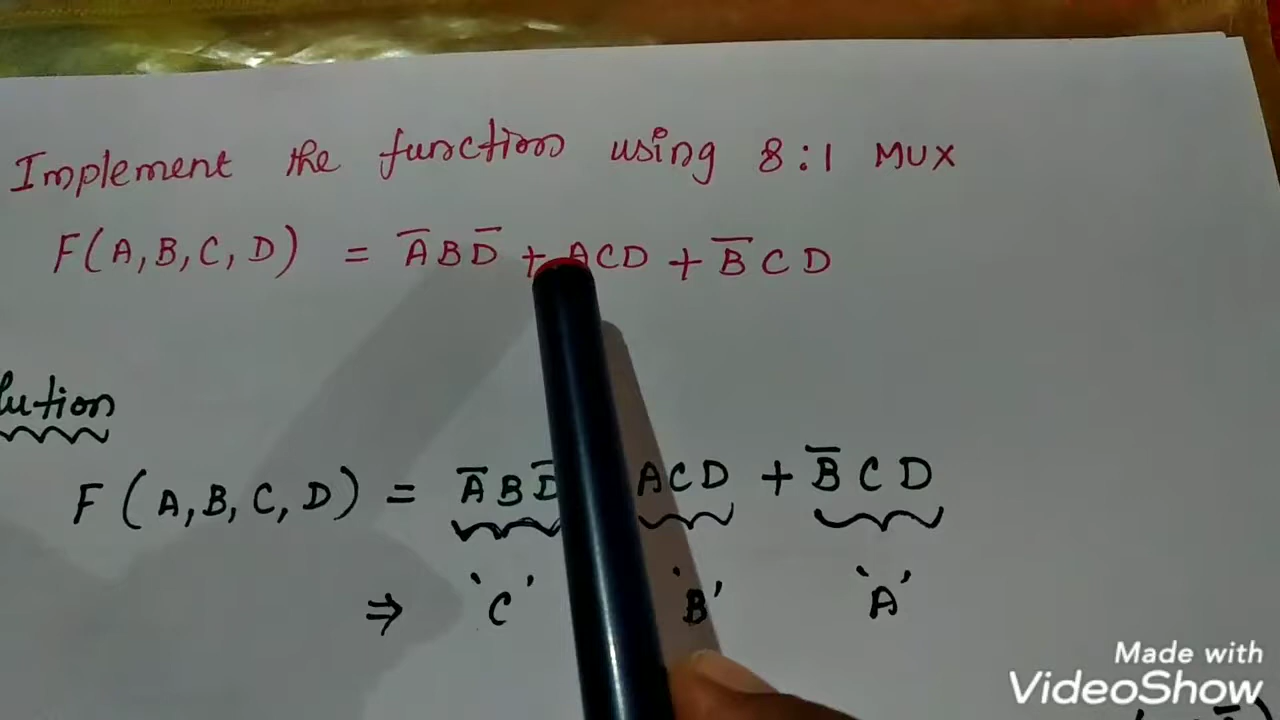 Implement the function using 8:1 MUX
F(A,B,C,D) = A̅BD̅ + ACD + B̅CD
lution
F(A,B,C,D) = A̅BD̅ ACD + B̅CD
⇒ 'C' 'B' 'A'
Made with
VideoShow